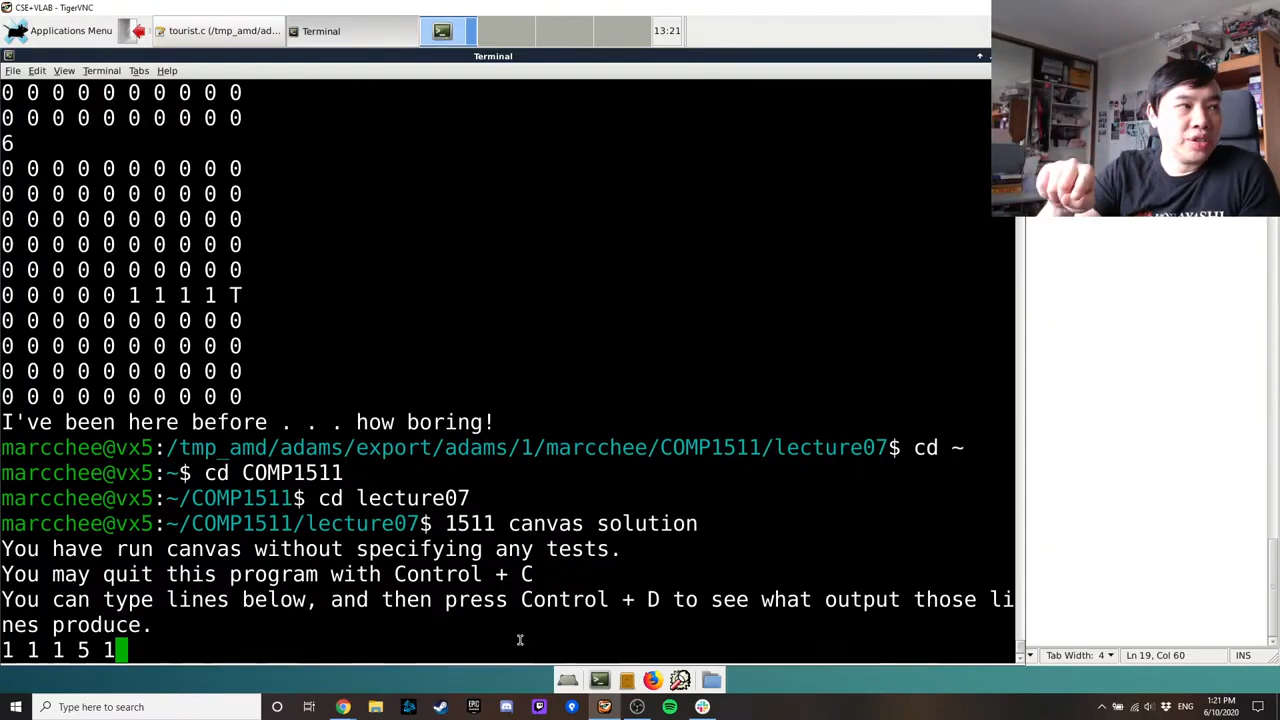 CSE+VLAB - TigerVNC
Applications Menu
tourist.c (/tmp_amd/ad...
Terminal
13:21
Terminal
File Edit View Terminal Tabs Help
0 0 0 0 0 0 0 0 0 0
0 0 0 0 0 0 0 0 0 0
6
0 0 0 0 0 0 0 0 0 0
0 0 0 0 0 0 0 0 0 0
0 0 0 0 0 0 0 0 0 0
0 0 0 0 0 0 0 0 0 0
0 0 0 0 0 0 0 0 0 0
0 0 0 0 0 1 1 1 1 T
0 0 0 0 0 0 0 0 0 0
0 0 0 0 0 0 0 0 0 0
0 0 0 0 0 0 0 0 0 0
0 0 0 0 0 0 0 0 0 0
I've been here before . . . how boring!
marcchee@vx5:/tmp_amd/adams/export/adams/1/marcchee/COMP1511/lecture07$ cd ~
marcchee@vx5:~$ cd COMP1511
marcchee@vx5:~/COMP1511$ cd lecture07
marcchee@vx5:~/COMP1511/lecture07$ 1511 canvas solution
You have run canvas without specifying any tests.
You may quit this program with Control + C
You can type lines below, and then press Control + D to see what output those li
nes produce.
1 1 1 5 1
Tab Width: 4
Ln 19, Col 60
INS
Type here to search
ENG
1:21 PM
6/10/2020